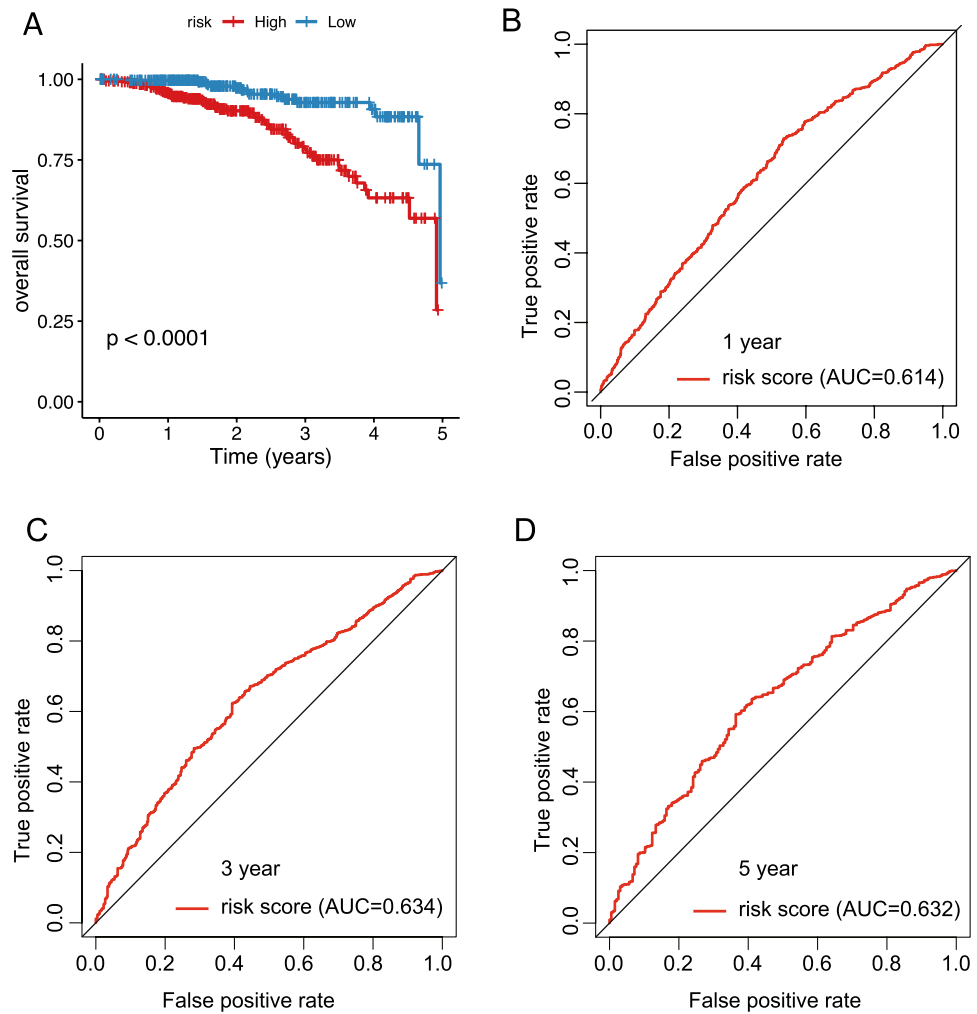 A
risk High Low
overall survival
1.00
0.75
0.50
0.25
0.00
p < 0.0001
0 1 2 3 4 5
Time (years)
B
True positive rate
1.0
0.8
0.6
0.4
0.2
0.0
1 year
risk score (AUC=0.614)
0.0 0.2 0.4 0.6 0.8 1.0
False positive rate
C
True positive rate
1.0
0.8
0.6
0.4
0.2
0.0
3 year
risk score (AUC=0.634)
0.0 0.2 0.4 0.6 0.8 1.0
False positive rate
D
True positive rate
1.0
0.8
0.6
0.4
0.2
0.0
5 year
risk score (AUC=0.632)
0.0 0.2 0.4 0.6 0.8 1.0
False positive rate